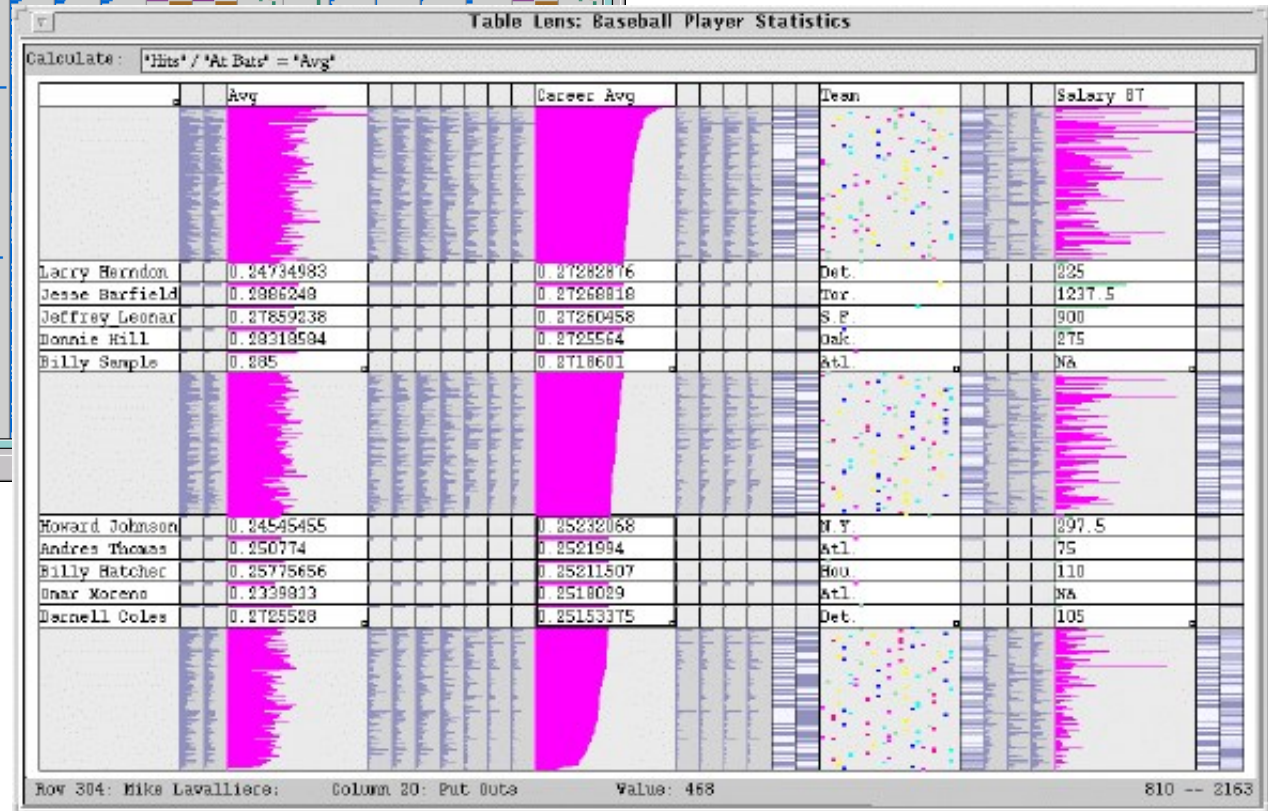 Table Lens: Baseball Player Statistics
Calculate: "Hits" / "At Bats" = "Avg"
Avg Career Avg Team Salary 87
Larry Herndon 0.24734983 0.27282876 Det. 225
Jesse Barfield 0.2886248 0.27268818 Tor. 1237.5
Jeffrey Leonar 0.27859238 0.27260458 S.F. 900
Donnie Hill 0.28318584 0.2725564 Oak. 275
Billy Sample 0.285 0.2718601 Atl. NA
Howard Johnson 0.24545455 0.25232068 N.Y. 297.5
Andres Thomas 0.250774 0.2521994 Atl. 75
Billy Hatcher 0.25775656 0.25211507 Hou. 110
Omar Moreno 0.2339833 0.2518029 Atl. NA
Darnell Coles 0.2725528 0.25153375 Det. 105
Row 304: Mike Lavalliere: Column 20: Put Outs Value: 468 810 -- 2163